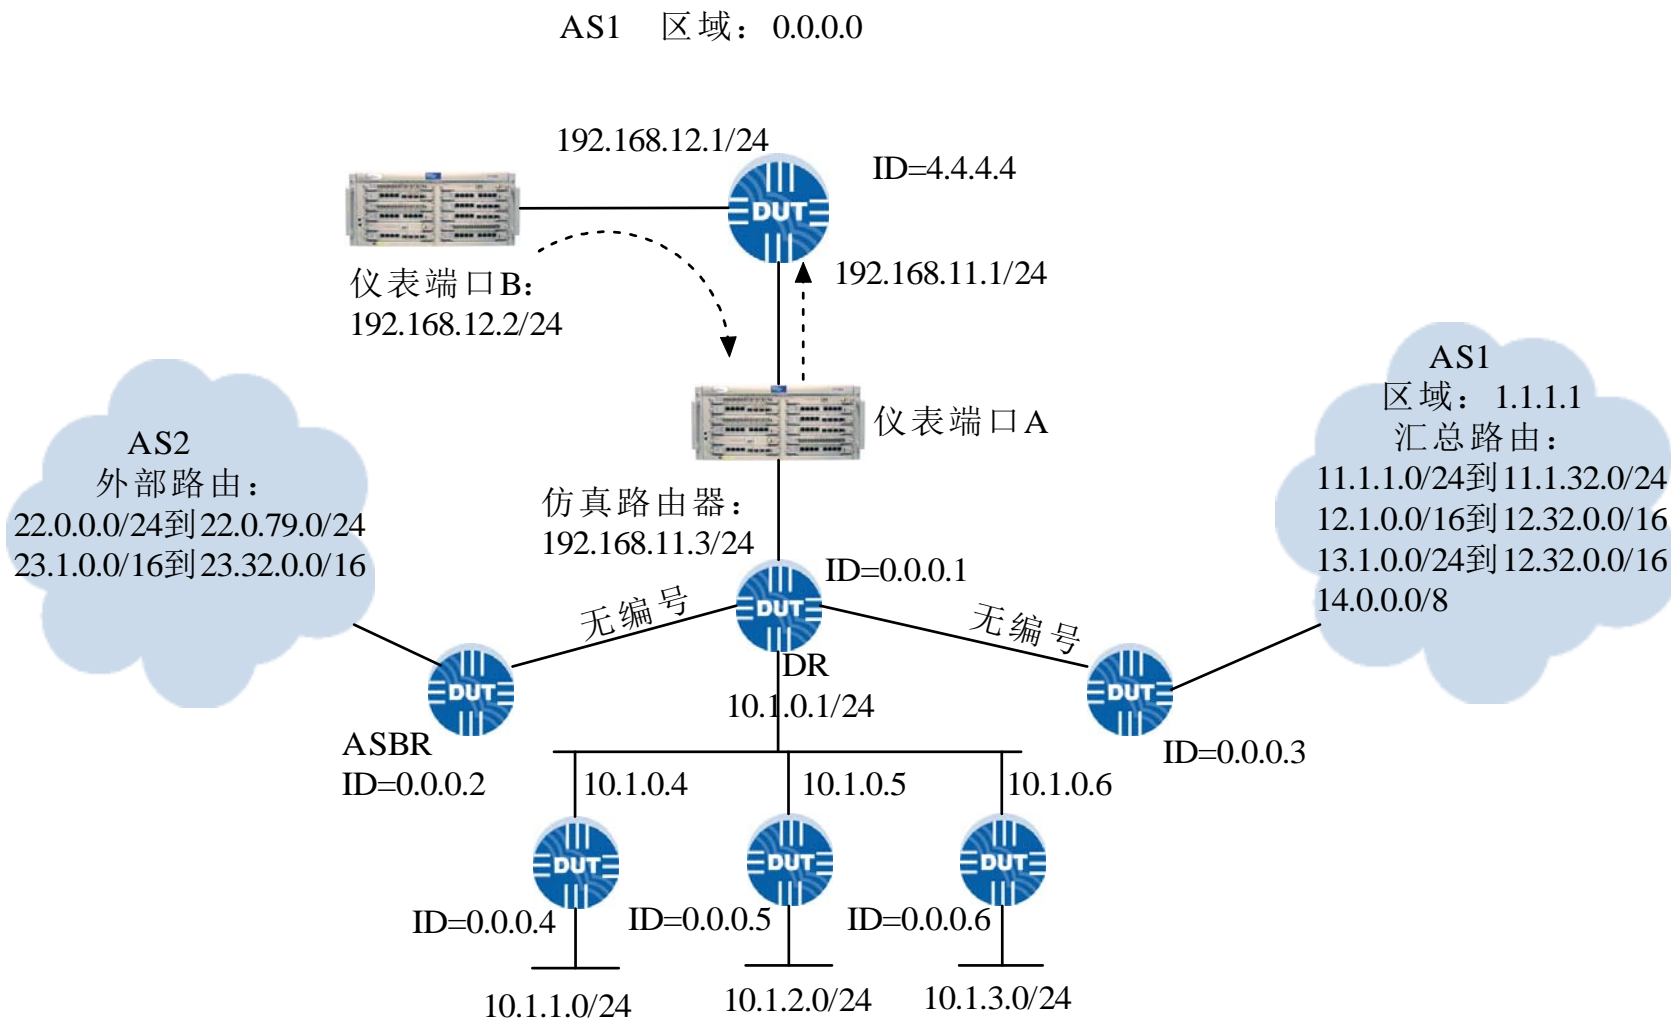 AS1 区域：0.0.0.0
192.168.12.1/24
ID=4.4.4.4
DUT
192.168.11.1/24
仪表端口B：
192.168.12.2/24
仪表端口A
AS2
外部路由：
22.0.0.0/24到22.0.79.0/24
23.1.0.0/16到23.32.0.0/16
AS1
区域：1.1.1.1
汇总路由：
11.1.1.0/24到11.1.32.0/24
12.1.0.0/16到12.32.0.0/16
13.1.0.0/24到12.32.0.0/16
14.0.0.0/8
仿真路由器：
192.168.11.3/24
ID=0.0.0.1
无编号
DUT
无编号
DR
10.1.0.1/24
DUT
ASBR
ID=0.0.0.2
DUT
ID=0.0.0.3
10.1.0.4
10.1.0.5
10.1.0.6
DUT
DUT
DUT
ID=0.0.0.4
ID=0.0.0.5
ID=0.0.0.6
10.1.1.0/24
10.1.2.0/24
10.1.3.0/24